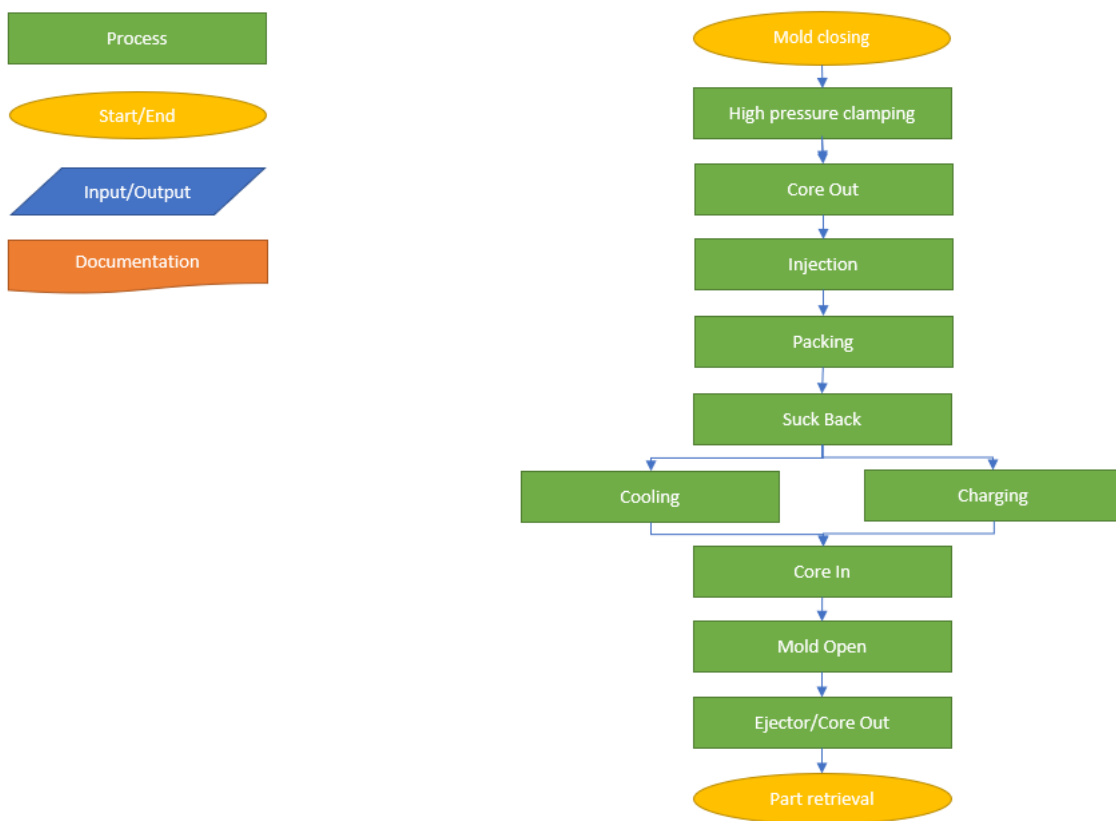 Process
Start/End
Input/Output
Documentation
Mold closing
High pressure clamping
Core Out
Injection
Packing
Suck Back
Cooling
Charging
Core In
Mold Open
Ejector/Core Out
Part retrieval